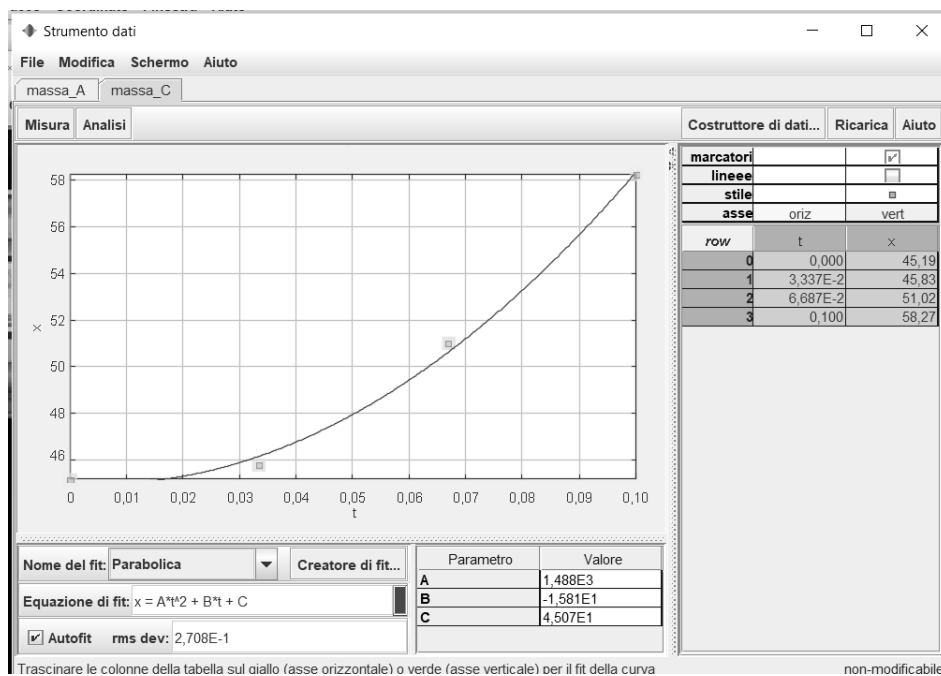 Strumento dati
File Modifica Schermo Aiuto
massa_A massa_C
Misura Analisi Costruttore di dati... Ricarica Aiuto
marcatori
lineee
stile
asse oriz vert
row t x
0 0,000 45,19
1 3,337E-2 45,83
2 6,687E-2 51,02
3 0,100 58,27
58
56
54
52
x
50
48
46
0 0,01 0,02 0,03 0,04 0,05 0,06 0,07 0,08 0,09 0,10
t
Nome del fit: Parabolica Creatore di fit...
Equazione di fit: x = A*t^2 + B*t + C
Autofit rms dev: 2,708E-1
Parametro Valore
A 1,488E3
B -1,581E1
C 4,507E1
Trascinare le colonne della tabella sul giallo (asse orizzontale) o verde (asse verticale) per il fit della curva non-modificabile